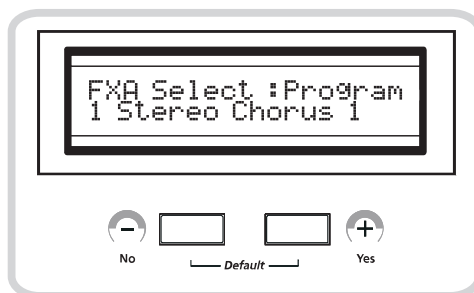 FXA Select :Program
1 Stereo Chorus 1
- +
No Default Yes